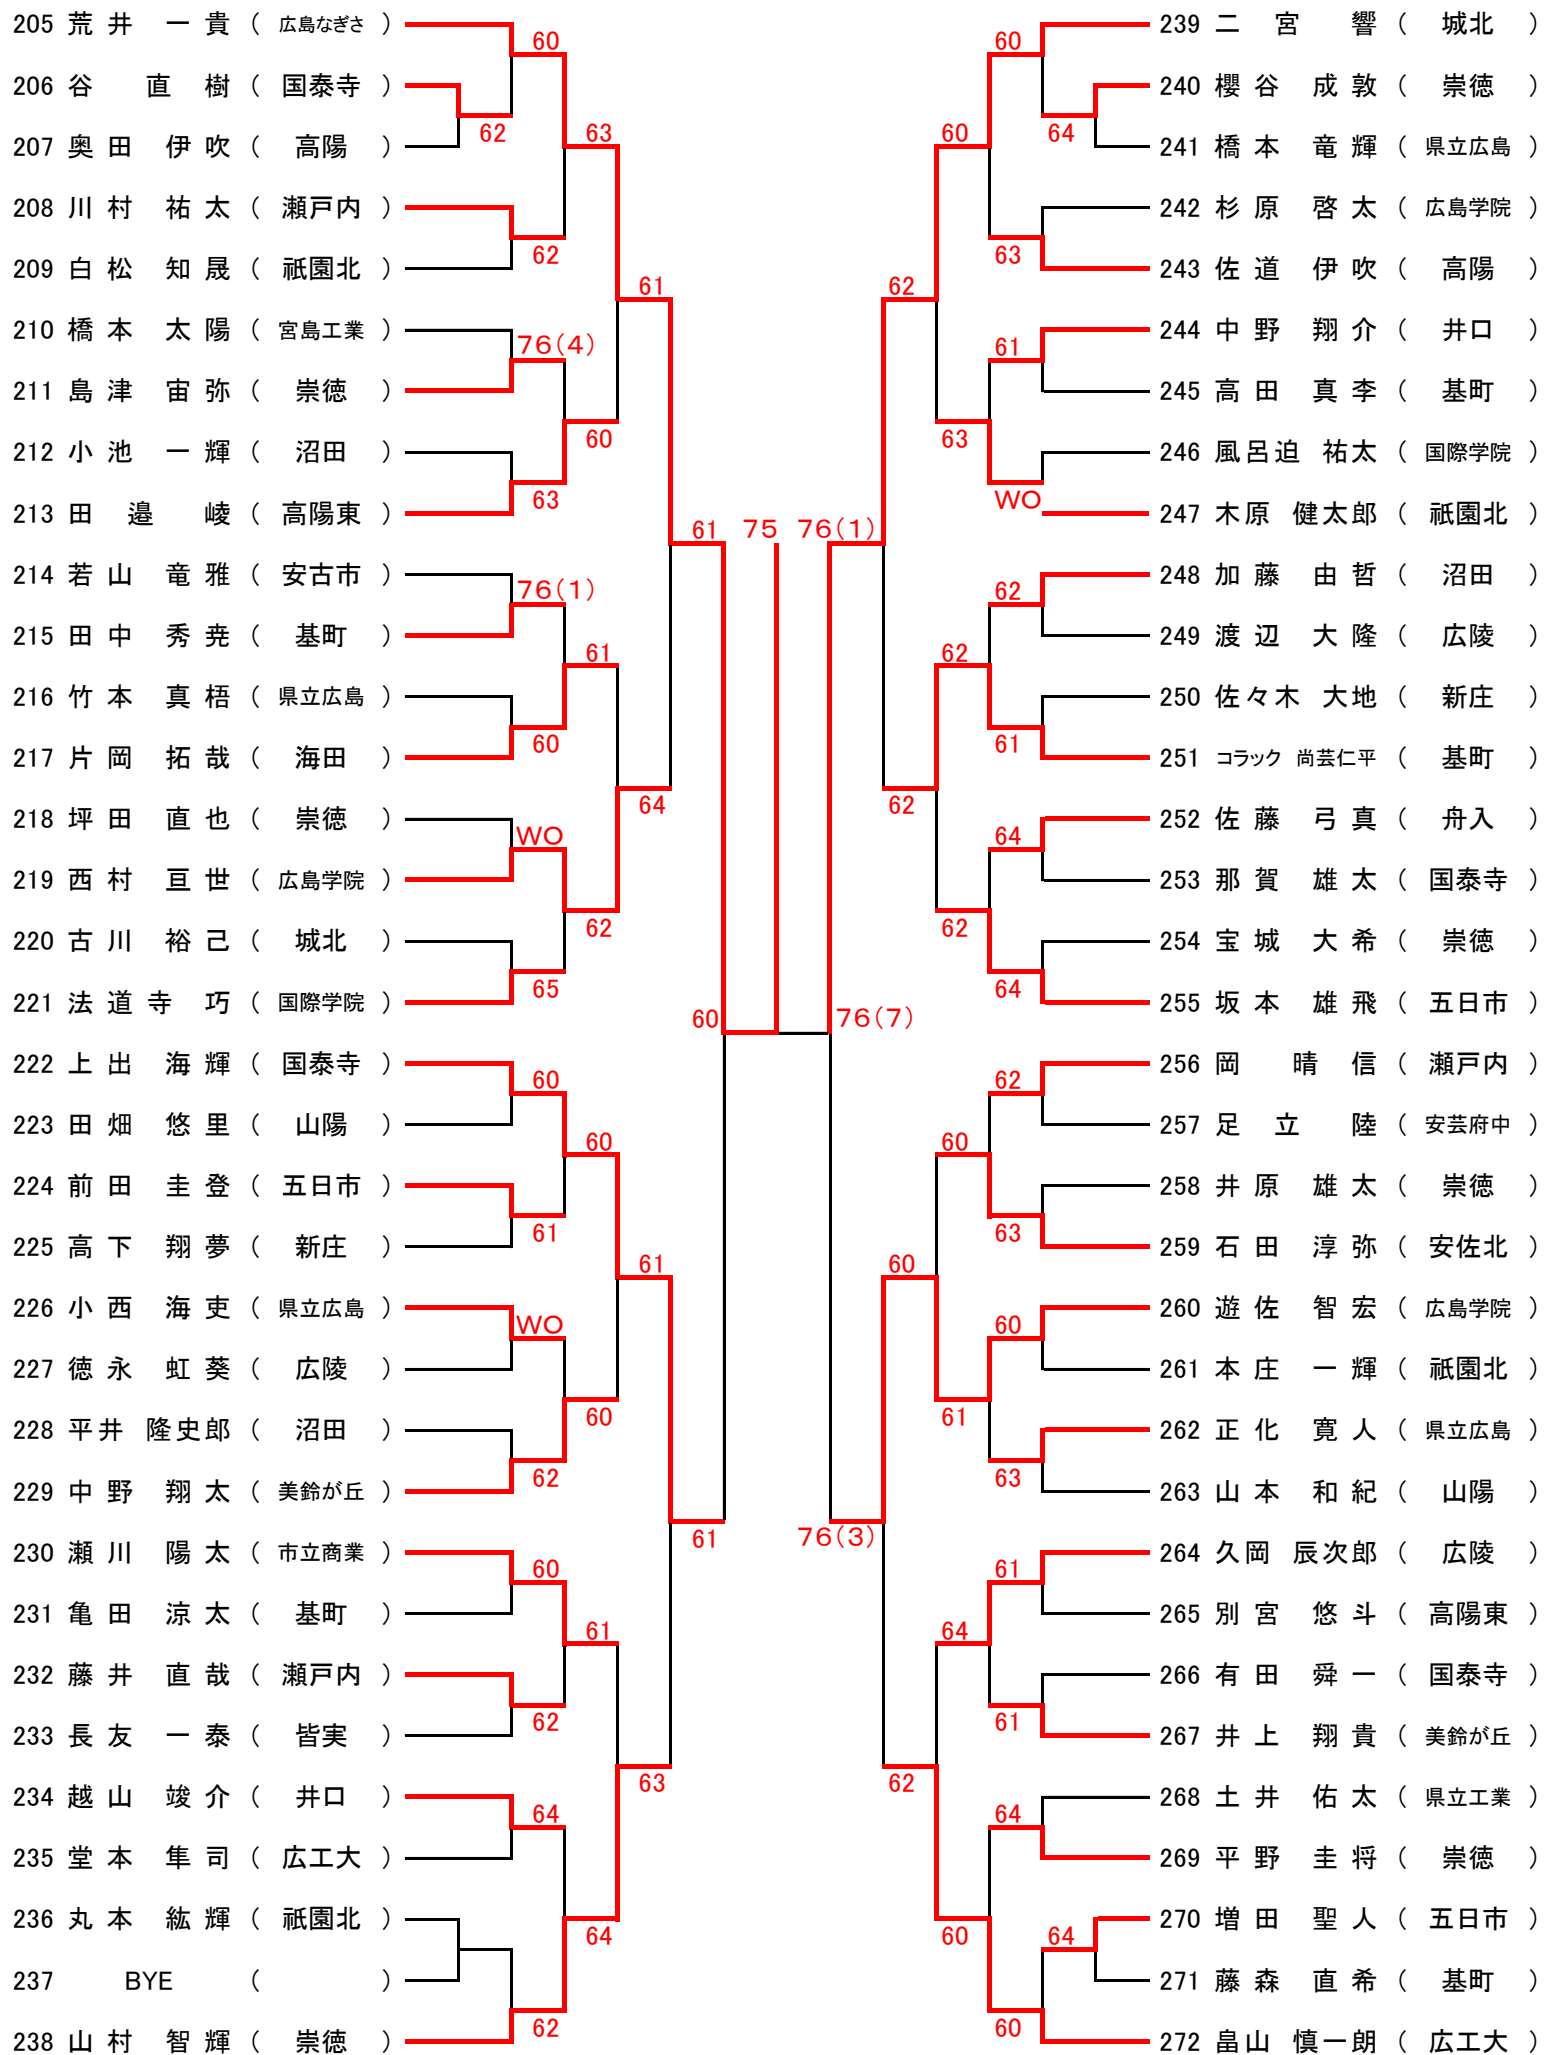 205 荒井 一貴 ( 広島なぎさ )
206 谷 直樹 ( 国泰寺 )
207 奥田 伊吹 ( 高陽 )
208 川村 祐太 ( 瀬戸内 )
209 白松 知晟 ( 祇園北 )
210 橋本 太陽 ( 宮島工業 )
211 島津 宙弥 ( 崇徳 )
212 小池 一輝 ( 沼田 )
213 田邉 崚 ( 高陽東 )
214 若山 竜雅 ( 安古市 )
215 田中 秀尭 ( 基町 )
216 竹本 真梧 ( 県立広島 )
217 片岡 拓哉 ( 海田 )
218 坪田 直也 ( 崇徳 )
219 西村 亘世 ( 広島学院 )
220 古川 裕己 ( 城北 )
221 法道寺 巧 ( 国際学院 )
222 上出 海輝 ( 国泰寺 )
223 田畑 悠里 ( 山陽 )
224 前田 圭登 ( 五日市 )
225 高下 翔夢 ( 新庄 )
226 小西 海吏 ( 県立広島 )
227 徳永 虹葵 ( 広陵 )
228 平井 隆史郎 ( 沼田 )
229 中野 翔太 ( 美鈴が丘 )
230 瀬川 陽太 ( 市立商業 )
231 亀田 涼太 ( 基町 )
232 藤井 直哉 ( 瀬戸内 )
233 長友 一泰 ( 皆実 )
234 越山 竣介 ( 井口 )
235 堂本 隼司 ( 広工大 )
236 丸本 紘輝 ( 祇園北 )
237 BYE ( )
238 山村 智輝 ( 崇徳 )
60
62
62
76(4)
63
76(1)
60
WO
65
60
61
WO
62
60
62
64
62
63
60
61
62
60
60
61
64
61
64
61
63
61
61
60
75
76(1)
76(7)
76(3)
62
62
60
62
60
63
62
62
60
61
64
60
60
64
63
61
WO
62
61
64
64
62
63
60
63
61
61
64
64
60
239 二宮 響 ( 城北 )
240 櫻谷 成敦 ( 崇徳 )
241 橋本 竜輝 ( 県立広島 )
242 杉原 啓太 ( 広島学院 )
243 佐道 伊吹 ( 高陽 )
244 中野 翔介 ( 井口 )
245 高田 真李 ( 基町 )
246 風呂迫 祐太 ( 国際学院 )
247 木原 健太郎 ( 祇園北 )
248 加藤 由哲 ( 沼田 )
249 渡辺 大隆 ( 広陵 )
250 佐々木 大地 ( 新庄 )
251 コラック 尚芸仁平 ( 基町 )
252 佐藤 弓真 ( 舟入 )
253 那賀 雄太 ( 国泰寺 )
254 宝城 大希 ( 崇徳 )
255 坂本 雄飛 ( 五日市 )
256 岡 晴信 ( 瀬戸内 )
257 足立 陸 ( 安芸府中 )
258 井原 雄太 ( 崇徳 )
259 石田 淳弥 ( 安佐北 )
260 遊佐 智宏 ( 広島学院 )
261 本庄 一輝 ( 祇園北 )
262 正化 寛人 ( 県立広島 )
263 山本 和紀 ( 山陽 )
264 久岡 辰次郎 ( 広陵 )
265 別宮 悠斗 ( 高陽東 )
266 有田 舜一 ( 国泰寺 )
267 井上 翔貴 ( 美鈴が丘 )
268 土井 佑太 ( 県立工業 )
269 平野 圭将 ( 崇徳 )
270 増田 聖人 ( 五日市 )
271 藤森 直希 ( 基町 )
272 畠山 慎一朗 ( 広工大 )